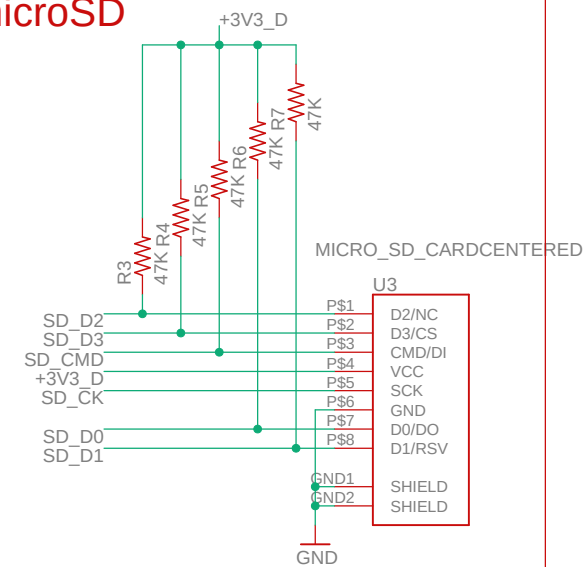 icroSD
+3V3_D
R7
47K
R6
47K
R5
47K
R4
47K
R3
47K
MICRO_SD_CARDCENTERED
U3
SD_D2
P$1
D2/NC
SD_D3
P$2
D3/CS
SD_CMD
P$3
CMD/DI
+3V3_D
P$4
VCC
SD_CK
P$5
SCK
P$6
GND
SD_D0
P$7
D0/DO
SD_D1
P$8
D1/RSV
GND1
SHIELD
GND2
SHIELD
GND